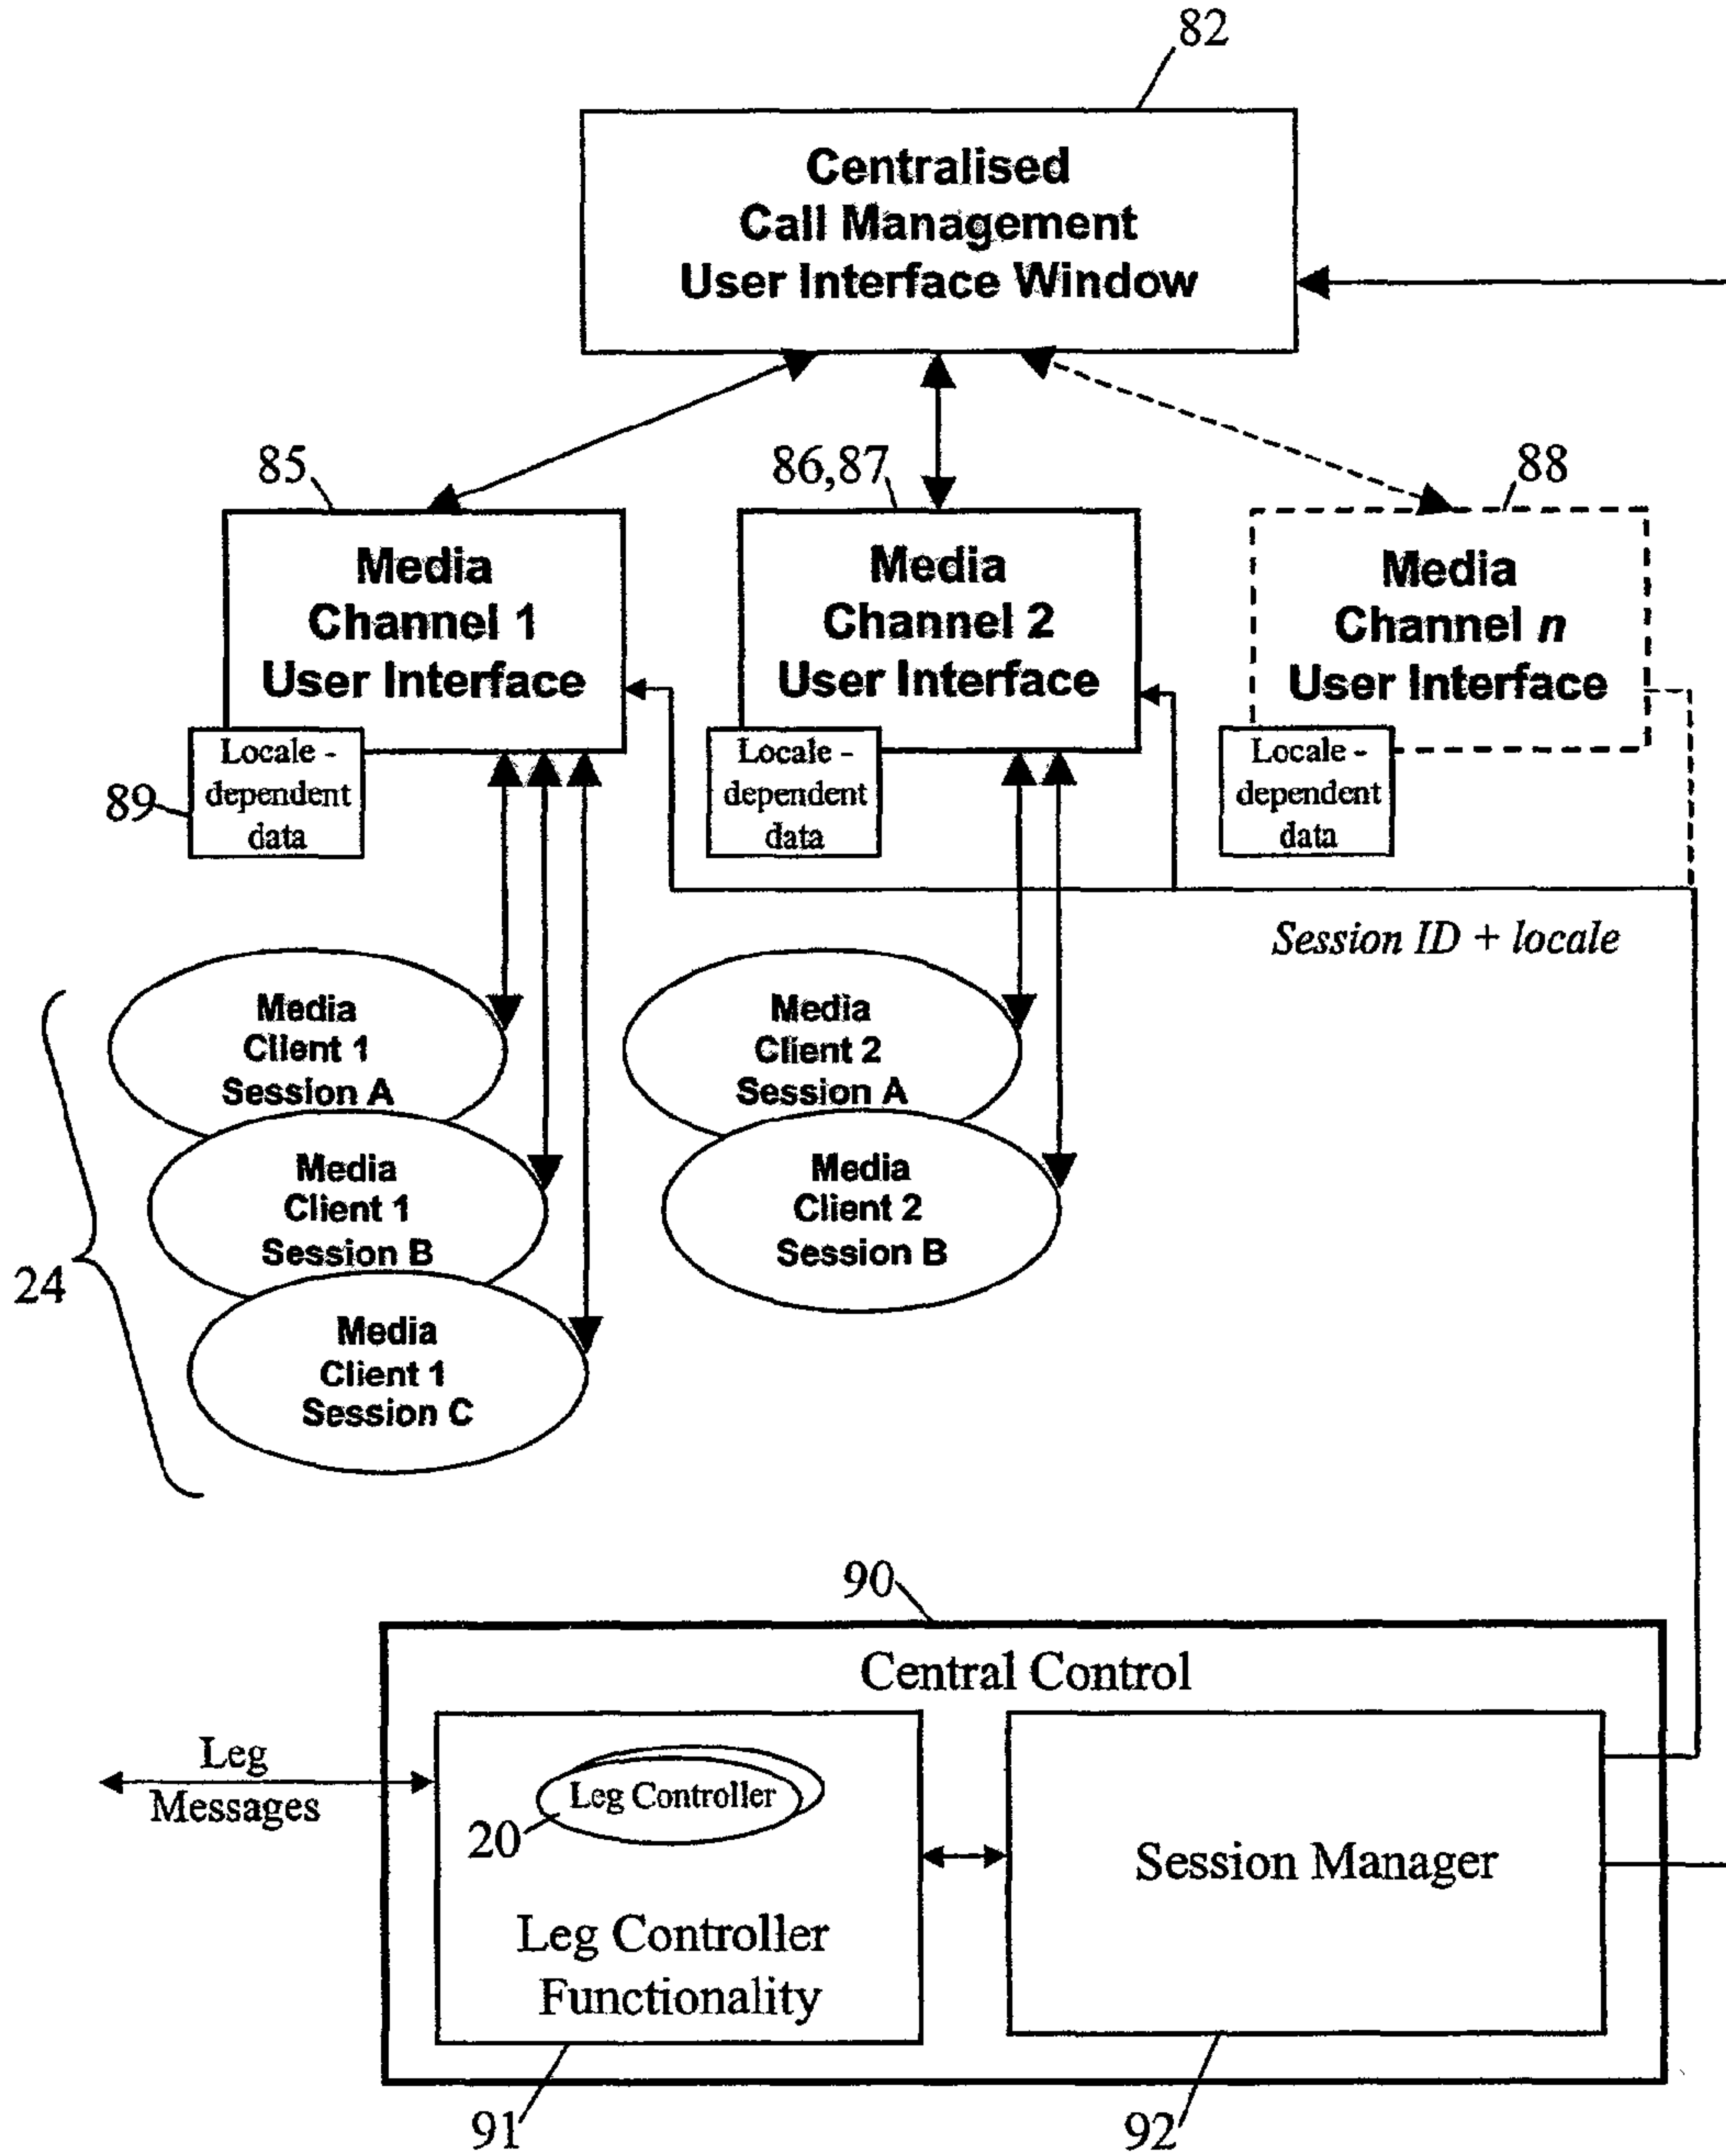 82
Centralised
Call Management
User Interface Window
85
86,87
88
Media
Channel 1
User Interface
Media
Channel 2
User Interface
Media
Channel n
User Interface
89
Locale -
dependent
data
Locale -
dependent
data
Locale -
dependent
data
Session ID + locale
24
Media
Client 1
Session A
Media
Client 1
Session B
Media
Client 1
Session C
Media
Client 2
Session A
Media
Client 2
Session B
90
Central Control
Leg
Messages
Leg Controller
20
Leg Controller
Functionality
Session Manager
91
92